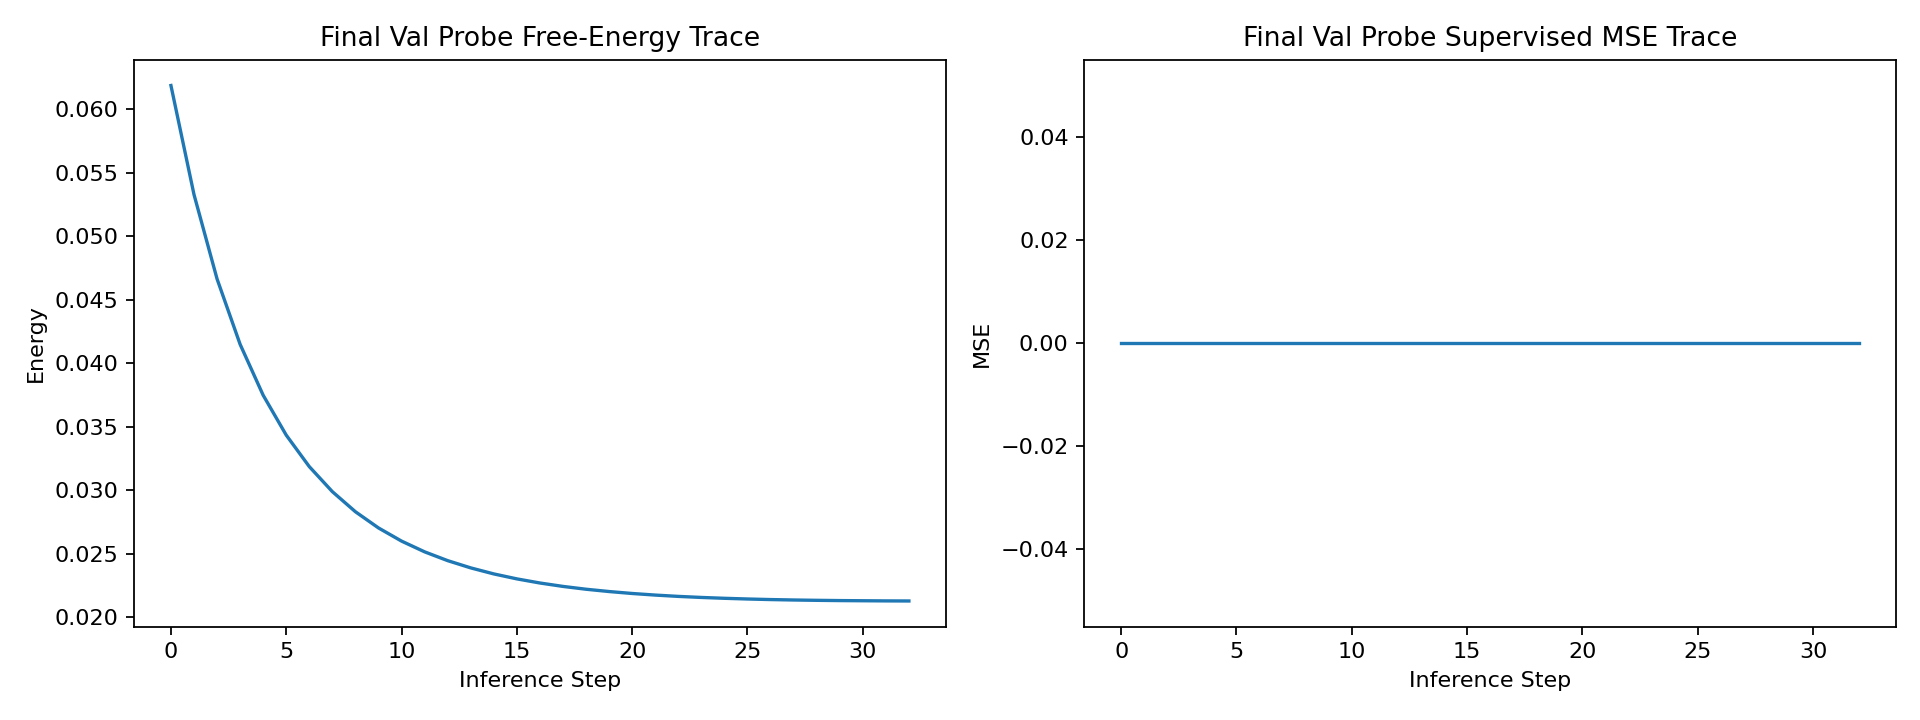 Final Val Probe Free-Energy Trace
Energy
0.060
0.055
0.050
0.045
0.040
0.035
0.030
0.025
0.020
0 5 10 15 20 25 30
Inference Step
Final Val Probe Supervised MSE Trace
MSE
0.04
0.02
0.00
−0.02
−0.04
0 5 10 15 20 25 30
Inference Step